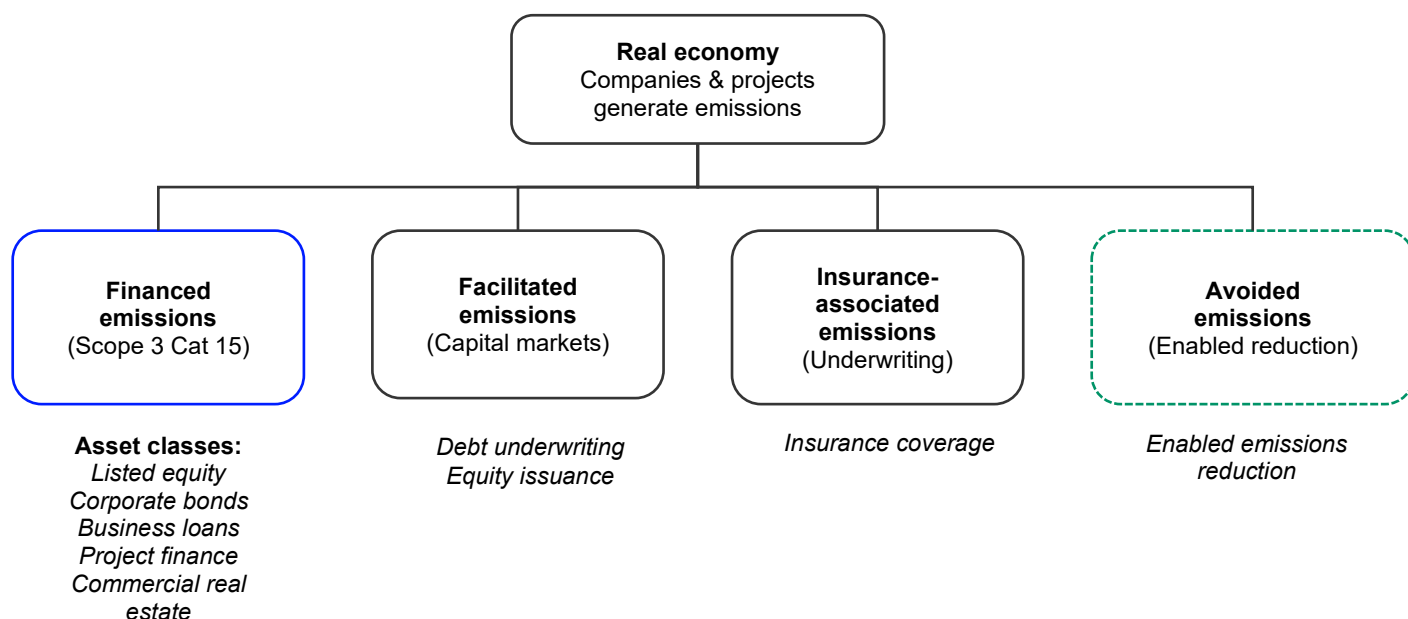 Real economy
Companies & projects
generate emissions
Financed
emissions
(Scope 3 Cat 15)
Facilitated
emissions
(Capital markets)
Insurance-
associated
emissions
(Underwriting)
Avoided
emissions
(Enabled reduction)
Asset classes:
Listed equity
Corporate bonds
Business loans
Project finance
Commercial real
estate
Debt underwriting
Equity issuance
Insurance coverage
Enabled emissions
reduction